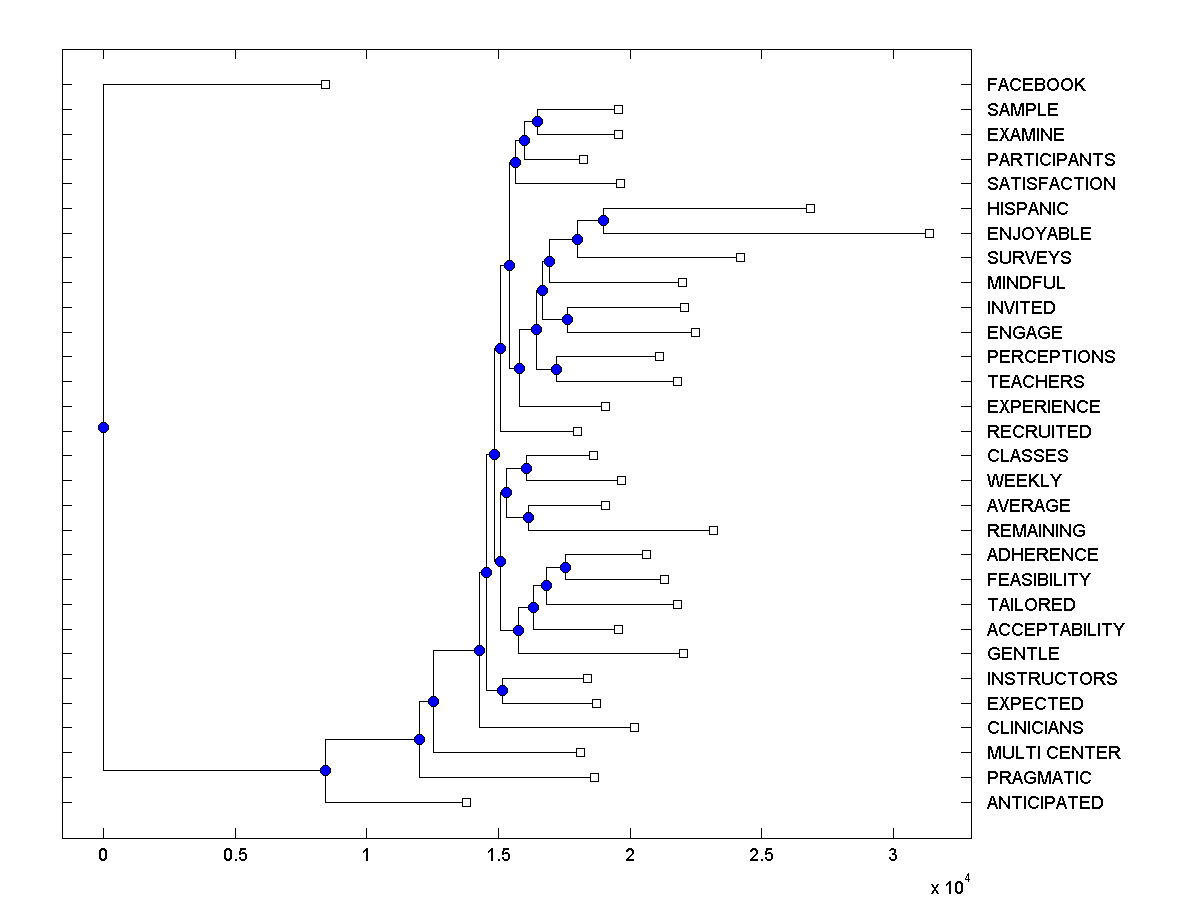 FACEBOOK
SAMPLE
EXAMINE
PARTICIPANTS
SATISFACTION
HISPANIC
ENJOYABLE
SURVEYS
MINDFUL
INVITED
ENGAGE
PERCEPTIONS
TEACHERS
EXPERIENCE
RECRUITED
CLASSES
WEEKLY
AVERAGE
REMAINING
ADHERENCE
FEASIBILITY
TAILORED
ACCEPTABILITY
GENTLE
INSTRUCTORS
EXPECTED
CLINICIANS
MULTI CENTER
PRAGMATIC
ANTICIPATED
0 0.5 1 1.5 2 2.5 3
x 10^4